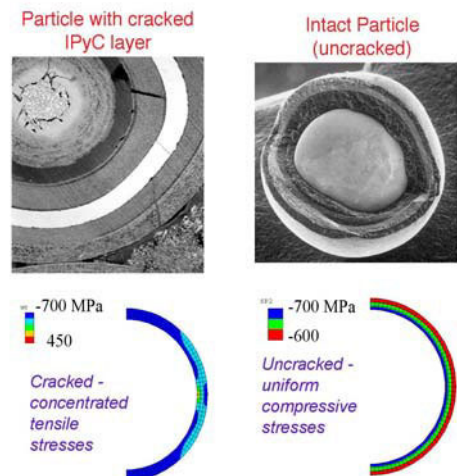 Particle with cracked
IPyC layer
Intact Particle
(uncracked)
-700 MPa
450
Cracked -
concentrated
tensile
stresses
-700 MPa
-600
Uncracked -
uniform
compressive
stresses